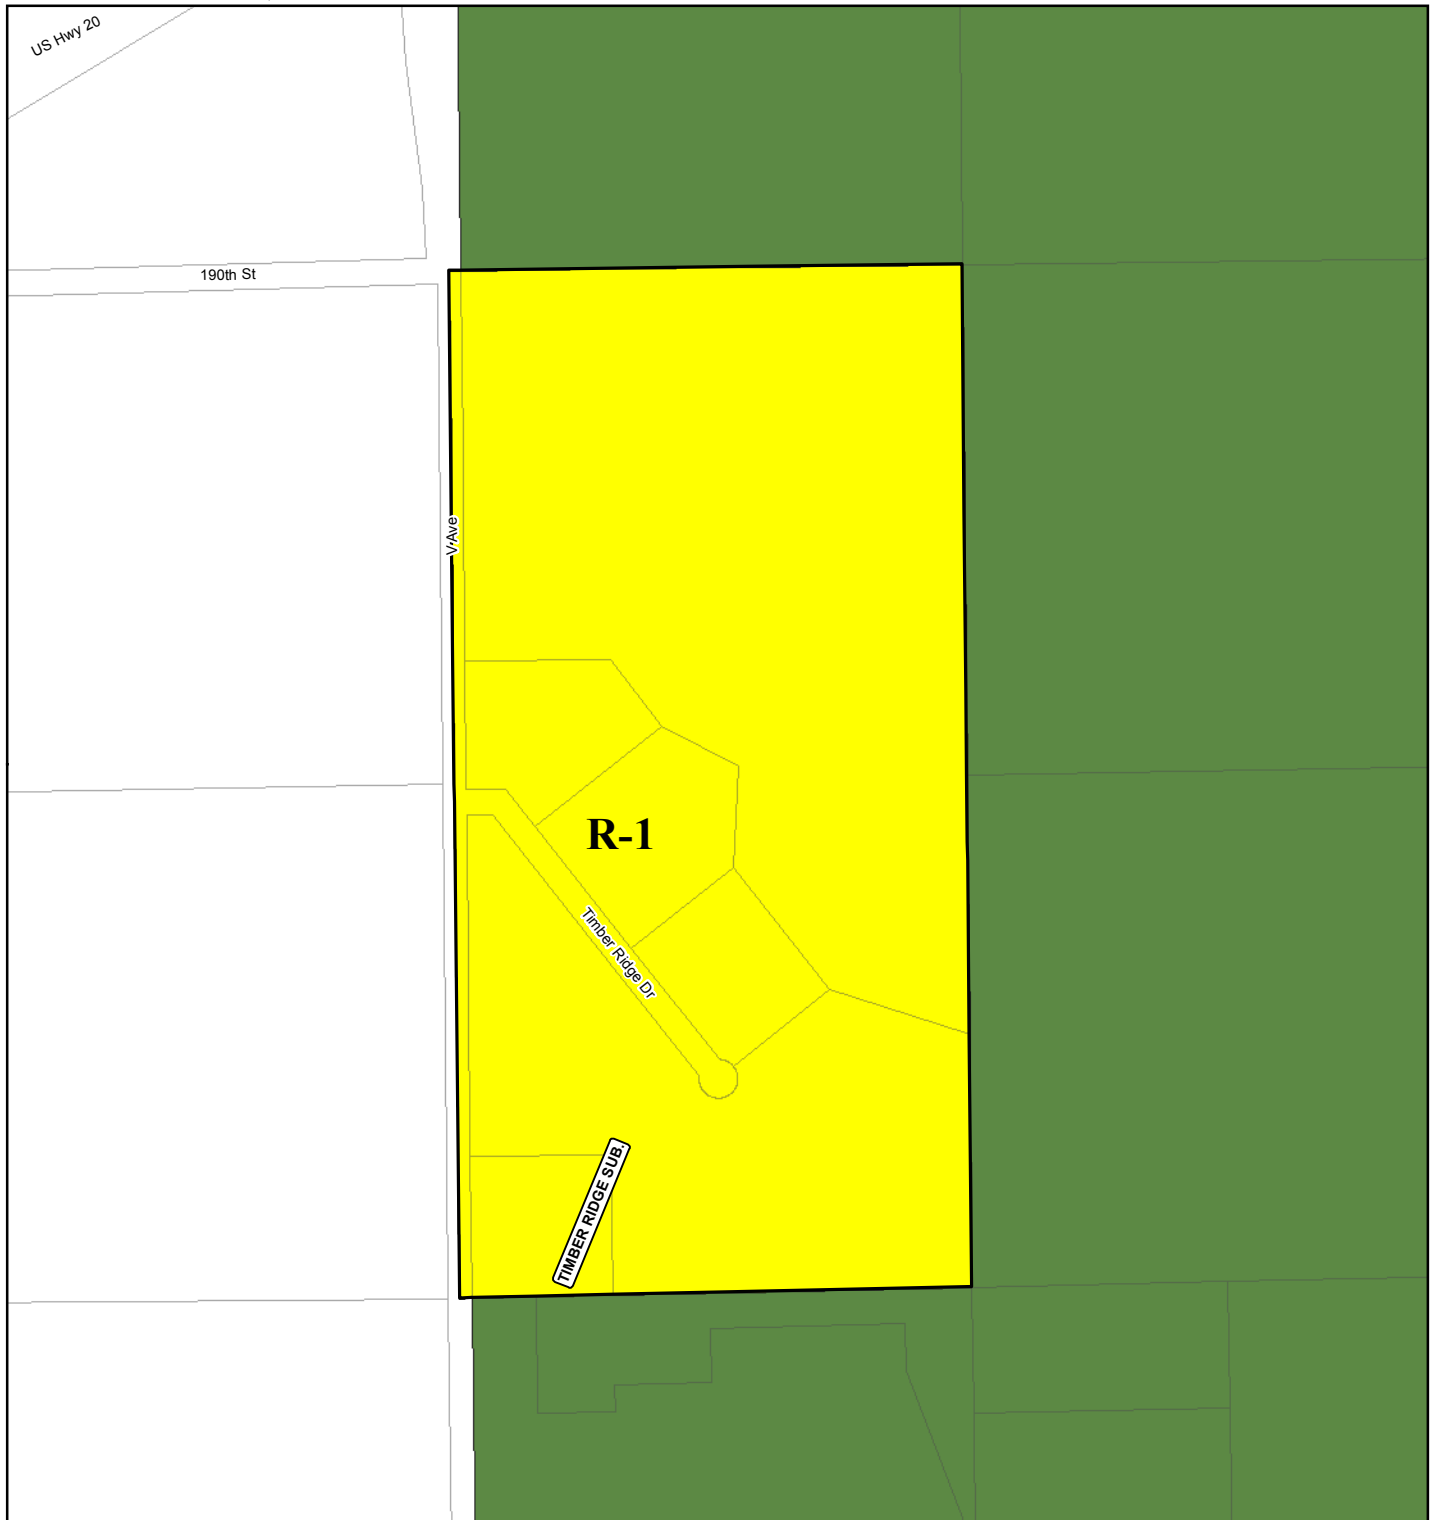 US Hwy 20
190th St
V Ave
R-1
Timber Ridge Dr
TIMBER RIDGE SUB.